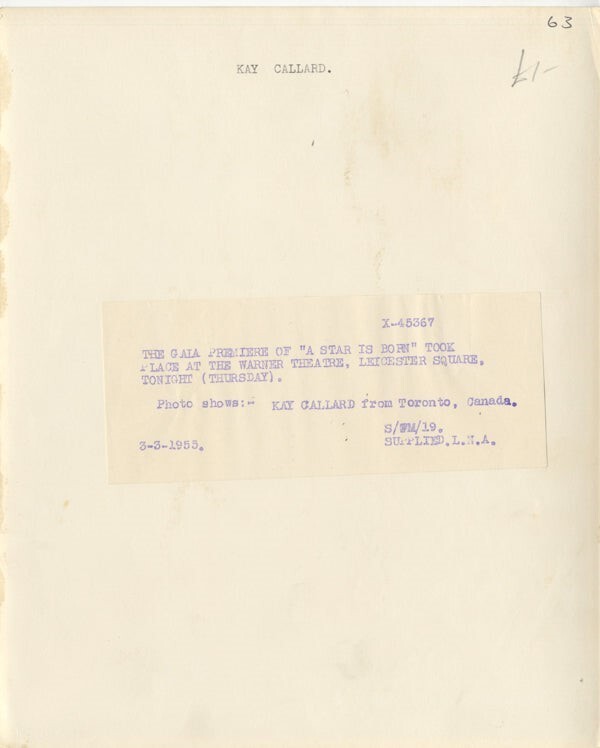 63
KAY CALLARD.
£1-
X-45367
THE GAIA PREMIERE OF "A STAR IS BORN" TOOK
PLACE AT THE WARNER THEATRE, LEICESTER SQUARE,
TONIGHT (THURSDAY).
Photo shows:- KAY CALLARD from Toronto, Canada.
S/WM/19.
3-3-1955. SUPPLIED.L.N.A.